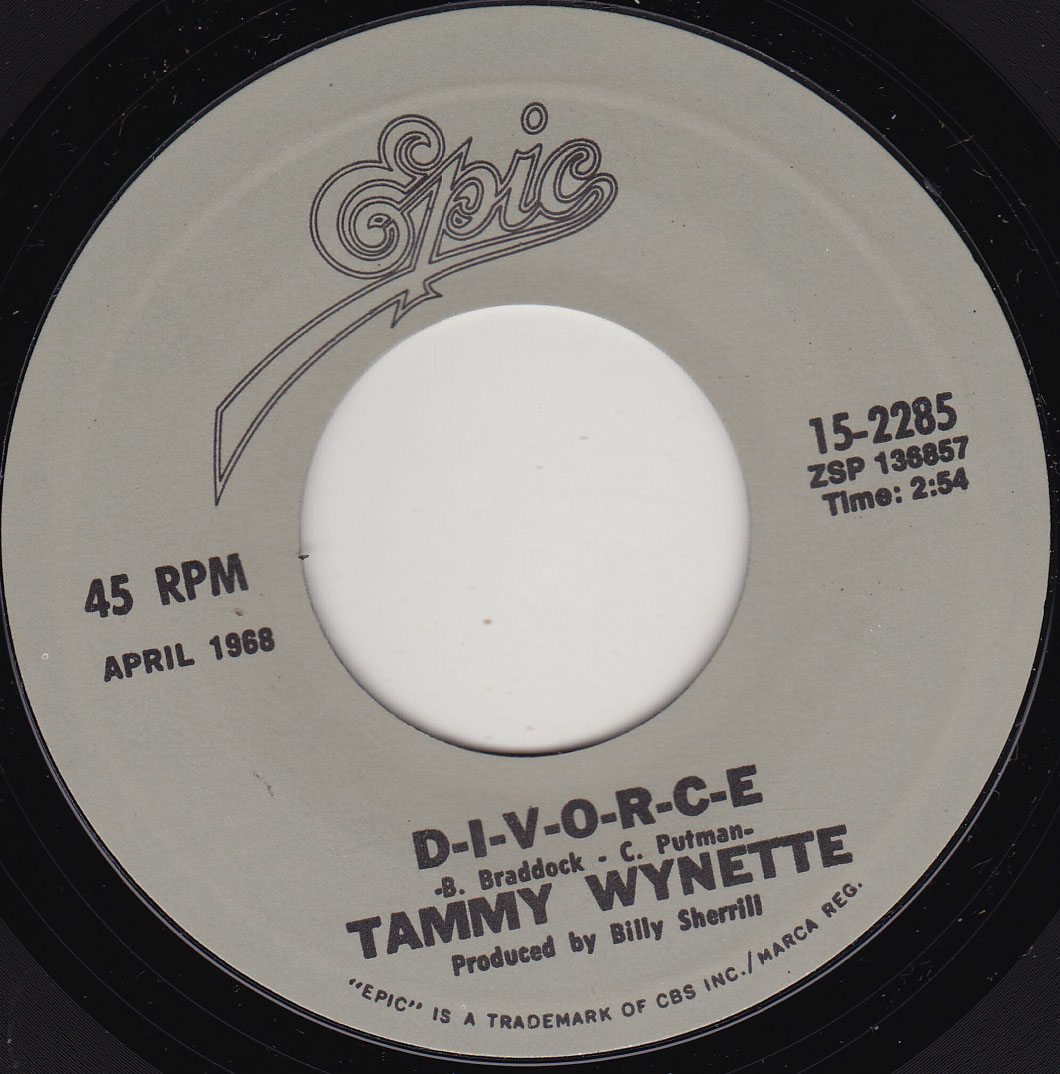 Epic
15-2285
ZSP 136857
Time: 2:54
45 RPM
APRIL 1968
D-I-V-O-R-C-E
-B. Braddock - C. Putman-
TAMMY WYNETTE
Produced by Billy Sherrill
"EPIC" IS A TRADEMARK OF CBS INC./MARCA REG.